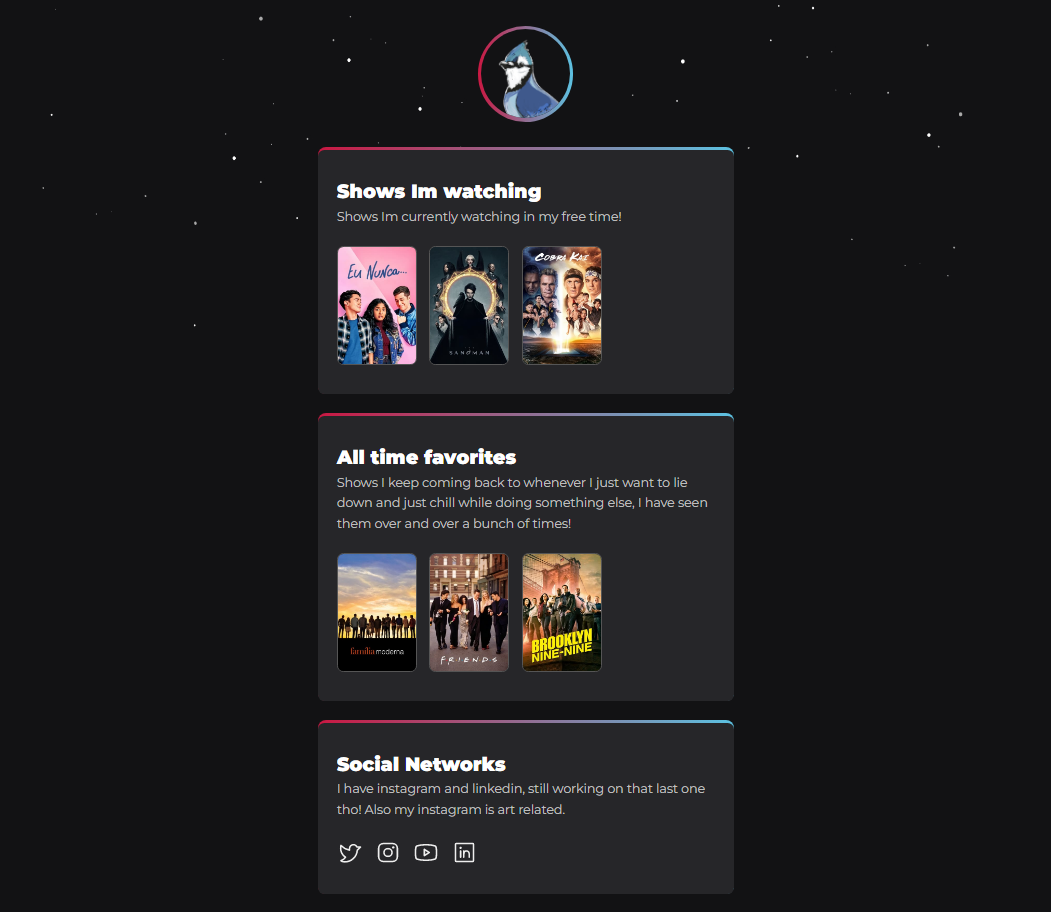 Shows Im watching
Shows Im currently watching in my free time!
Eu Nunca...
SANDMAN
COBRA KAI
All time favorites
Shows I keep coming back to whenever I just want to lie
down and just chill while doing something else, I have seen
them over and over a bunch of times!
família moderna
FRIENDS
BROOKLYN
NINE-NINE
Social Networks
I have instagram and linkedin, still working on that last one
tho! Also my instagram is art related.
in